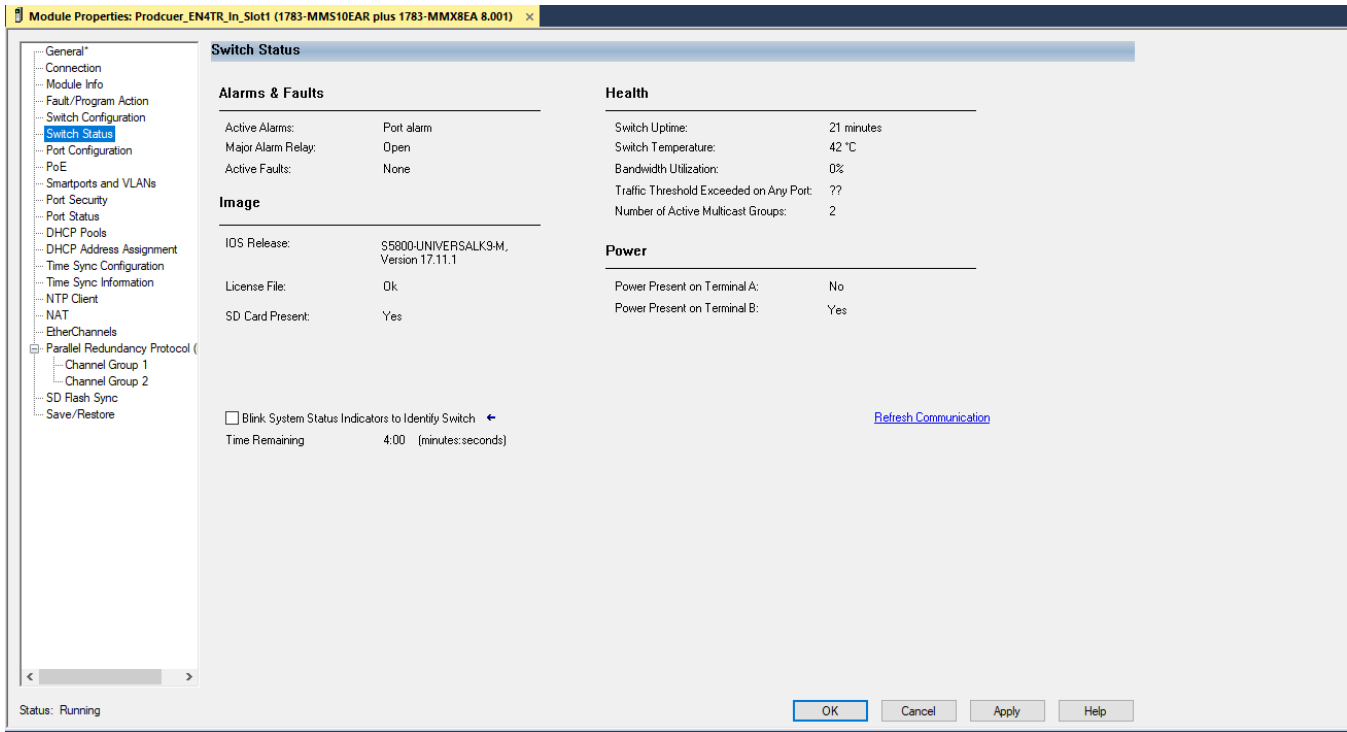 Module Properties: Prodcuer_EN4TR_In_Slot1 (1783-MMS10EAR plus 1783-MMX8EA 8.001) ×
General*
Connection
Module Info
Fault/Program Action
Switch Configuration
Switch Status
Port Configuration
PoE
Smartports and VLANs
Port Security
Port Status
DHCP Pools
DHCP Address Assignment
Time Sync Configuration
Time Sync Information
NTP Client
NAT
EtherChannels
Parallel Redundancy Protocol (
Channel Group 1
Channel Group 2
SD Flash Sync
Save/Restore
Switch Status
Alarms & Faults
Active Alarms: Port alarm
Major Alarm Relay: Open
Active Faults: None
Image
IOS Release: S5800-UNIVERSALK9-M,
Version 17.11.1
License File: Ok
SD Card Present: Yes
Health
Switch Uptime: 21 minutes
Switch Temperature: 42 °C
Bandwidth Utilization: 0%
Traffic Threshold Exceeded on Any Port: ??
Number of Active Multicast Groups: 2
Power
Power Present on Terminal A: No
Power Present on Terminal B: Yes
Blink System Status Indicators to Identify Switch ←
Refresh Communication
Time Remaining 4:00 (minutes:seconds)
Status: Running
OK Cancel Apply Help